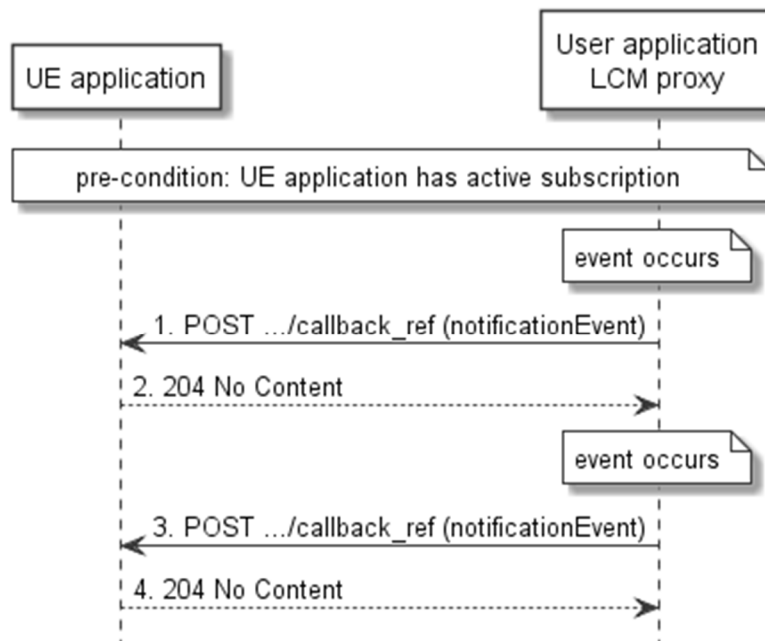 UE application
User application
LCM proxy
pre-condition: UE application has active subscription
event occurs
1. POST .../callback_ref (notificationEvent)
2. 204 No Content
event occurs
3. POST .../callback_ref (notificationEvent)
4. 204 No Content